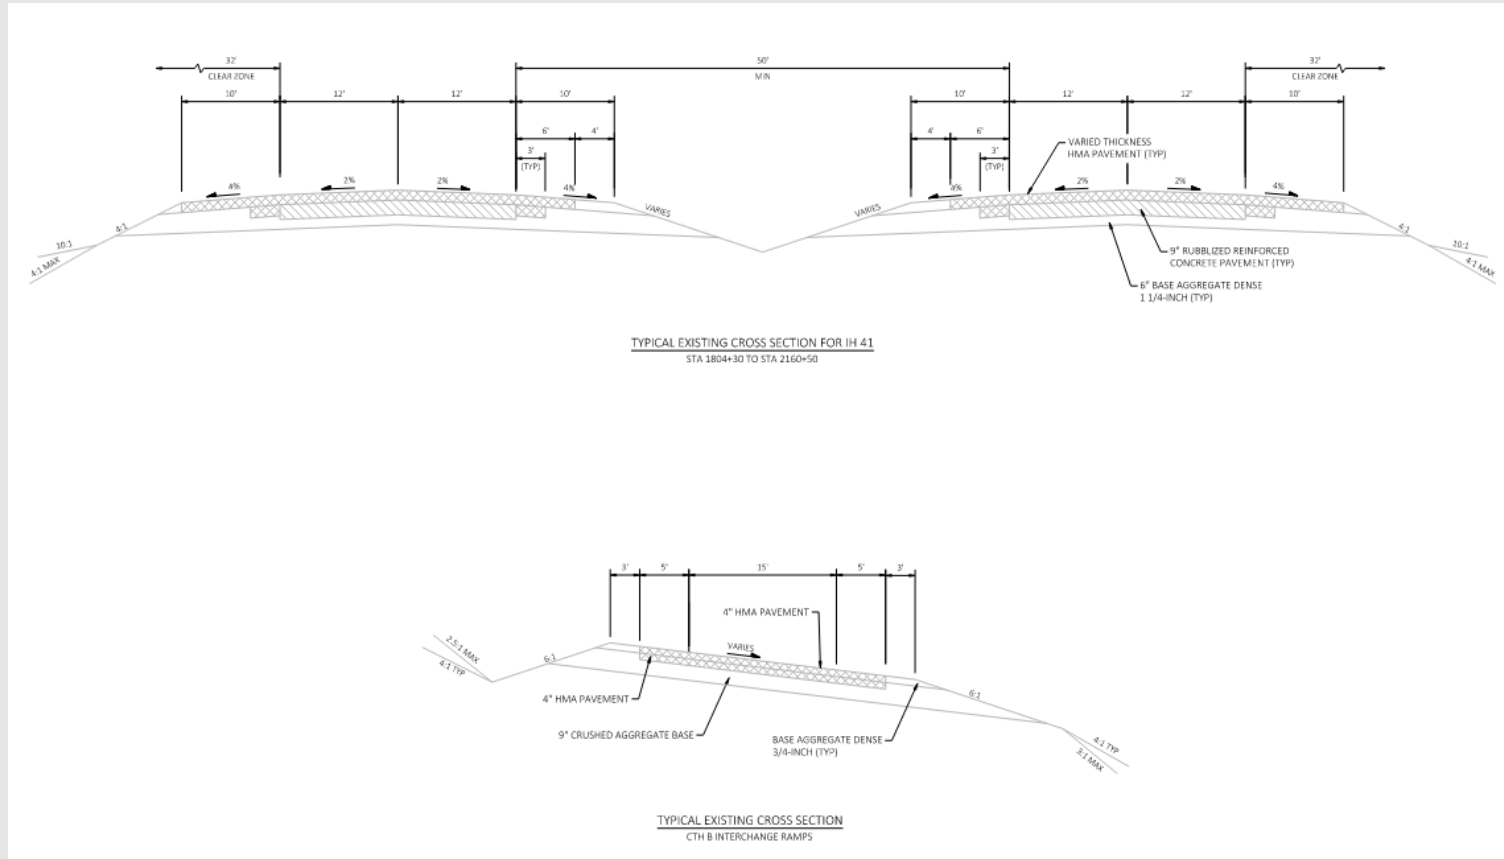 32'
CLEAR ZONE
50'
MIN
32'
CLEAR ZONE
10'
12'
12'
10'
10'
12'
12'
10'
6'
4'
4'
6'
3'
(TYP)
3'
(TYP)
VARIED THICKNESS
HMA PAVEMENT (TYP)
4%
2%
2%
4%
4%
2%
2%
4%
VARIES
VARIES
4:1
10:1
4:1 MAX
4:1
10:1
4:1 MAX
9" RUBBLIZED REINFORCED
CONCRETE PAVEMENT (TYP)
6" BASE AGGREGATE DENSE
1 1/4-INCH (TYP)
TYPICAL EXISTING CROSS SECTION FOR IH 41
STA 1804+30 TO STA 2160+50
3'
5'
15'
5'
3'
4" HMA PAVEMENT
VARIES
2.5:1 MAX
4:1 TYP
6:1
6:1
4" HMA PAVEMENT
9" CRUSHED AGGREGATE BASE
BASE AGGREGATE DENSE
3/4-INCH (TYP)
4:1 TYP
3:1 MAX
TYPICAL EXISTING CROSS SECTION
CTH B INTERCHANGE RAMPS